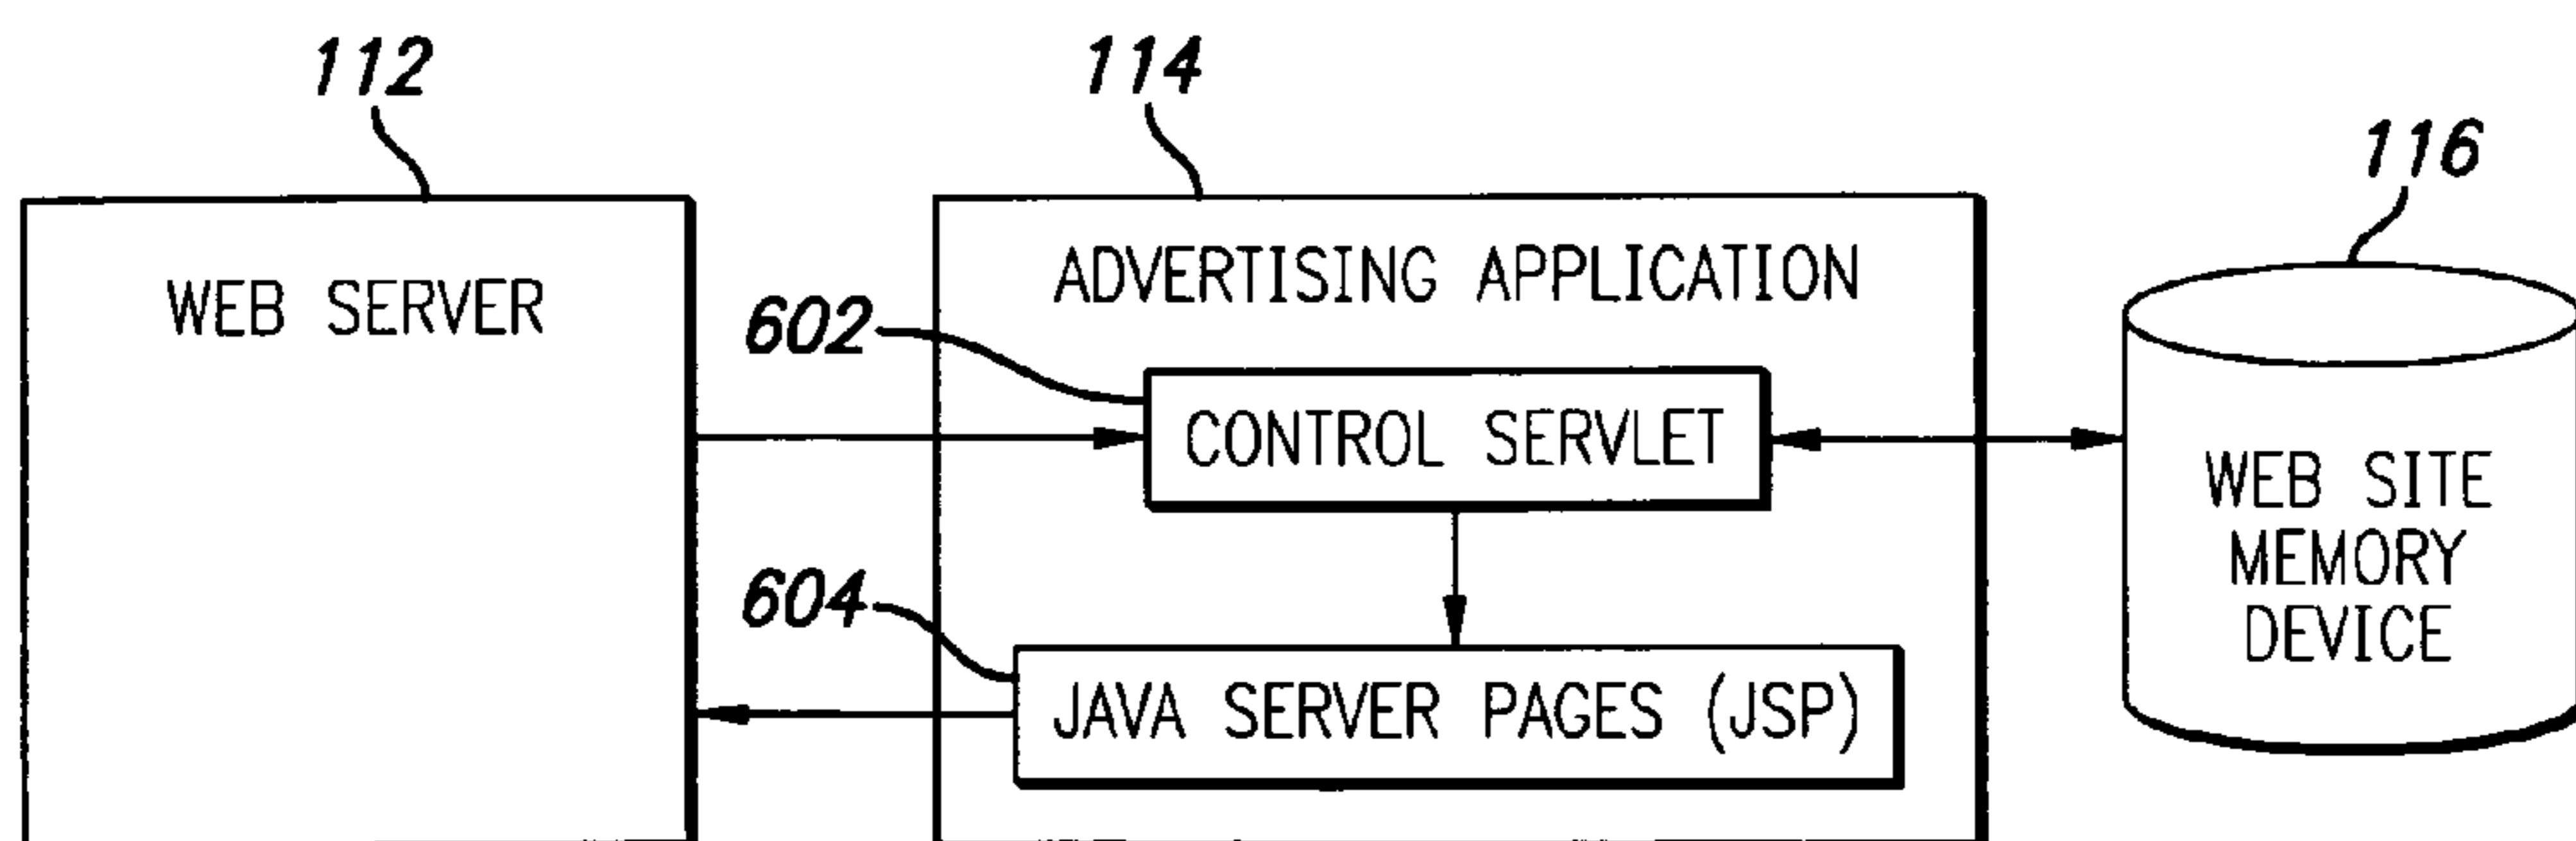 112
114
116
WEB SERVER
ADVERTISING APPLICATION
602
CONTROL SERVLET
WEB SITE
MEMORY
DEVICE
604
JAVA SERVER PAGES (JSP)